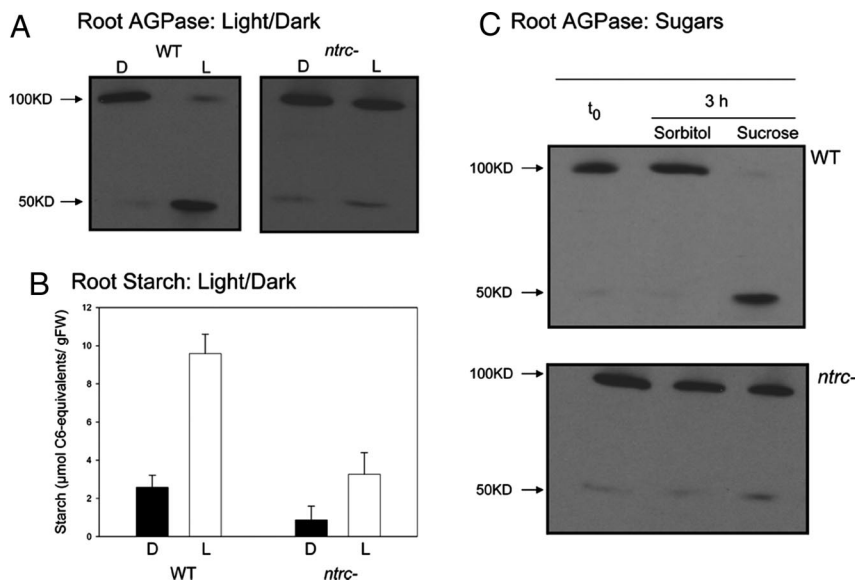 A Root AGPase: Light/Dark
WT ntrc-
D L D L
100KD
50KD
B Root Starch: Light/Dark
Starch (µmol C6-equivalents/ gFW)
12
10
8
6
4
2
0
D L D L
WT ntrc-
C Root AGPase: Sugars
t0 3 h
Sorbitol Sucrose
WT
100KD
50KD
ntrc-
100KD
50KD